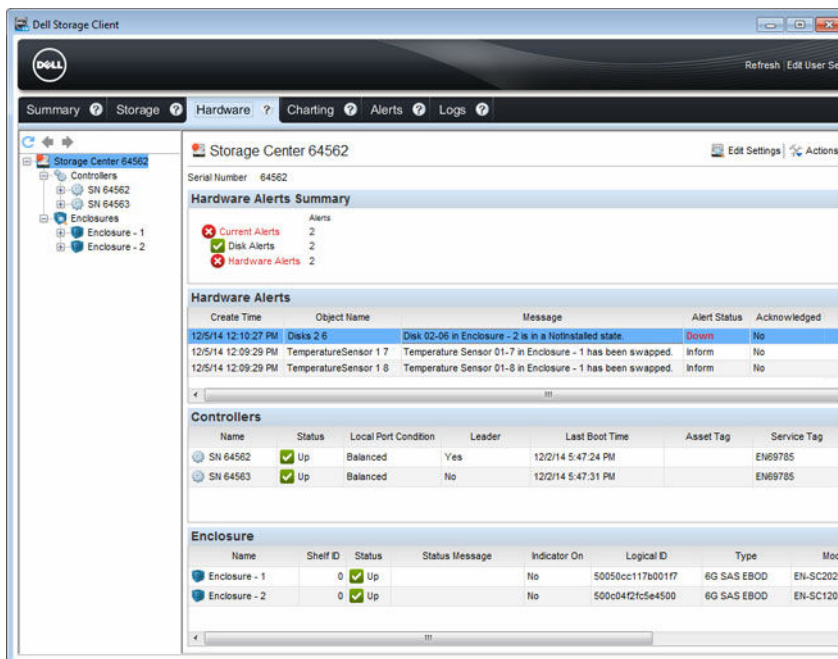 Dell Storage Client
DELL
Refresh Edit User Se
Summary ? Storage ? Hardware ? Charting ? Alerts ? Logs ?
Storage Center 64562
Controllers
SN 64562
SN 64563
Enclosures
Enclosure - 1
Enclosure - 2
Storage Center 64562
Edit Settings Actions
Serial Number 64562
Hardware Alerts Summary
Alerts
Current Alerts 2
Disk Alerts 2
Hardware Alerts 2
Hardware Alerts
Create Time Object Name Message Alert Status Acknowledged
12/5/14 12:10:27 PM Disks 2 6 Disk 02-06 in Enclosure - 2 is in a NotInstalled state. Down No
12/5/14 12:09:29 PM TemperatureSensor 1 7 Temperature Sensor 01-7 in Enclosure - 1 has been swapped. Inform No
12/5/14 12:09:29 PM TemperatureSensor 1 8 Temperature Sensor 01-8 in Enclosure - 1 has been swapped. Inform No
Controllers
Name Status Local Port Condition Leader Last Boot Time Asset Tag Service Tag
SN 64562 Up Balanced Yes 12/2/14 5:47:24 PM EN69785
SN 64563 Up Balanced No 12/2/14 5:47:31 PM EN69785
Enclosure
Name Shelf ID Status Status Message Indicator On Logical ID Type Moc
Enclosure - 1 0 Up No 50050cc117b001f7 6G SAS EBOD EN-SC202
Enclosure - 2 0 Up No 500c04f2fc5e4500 6G SAS EBOD EN-SC120